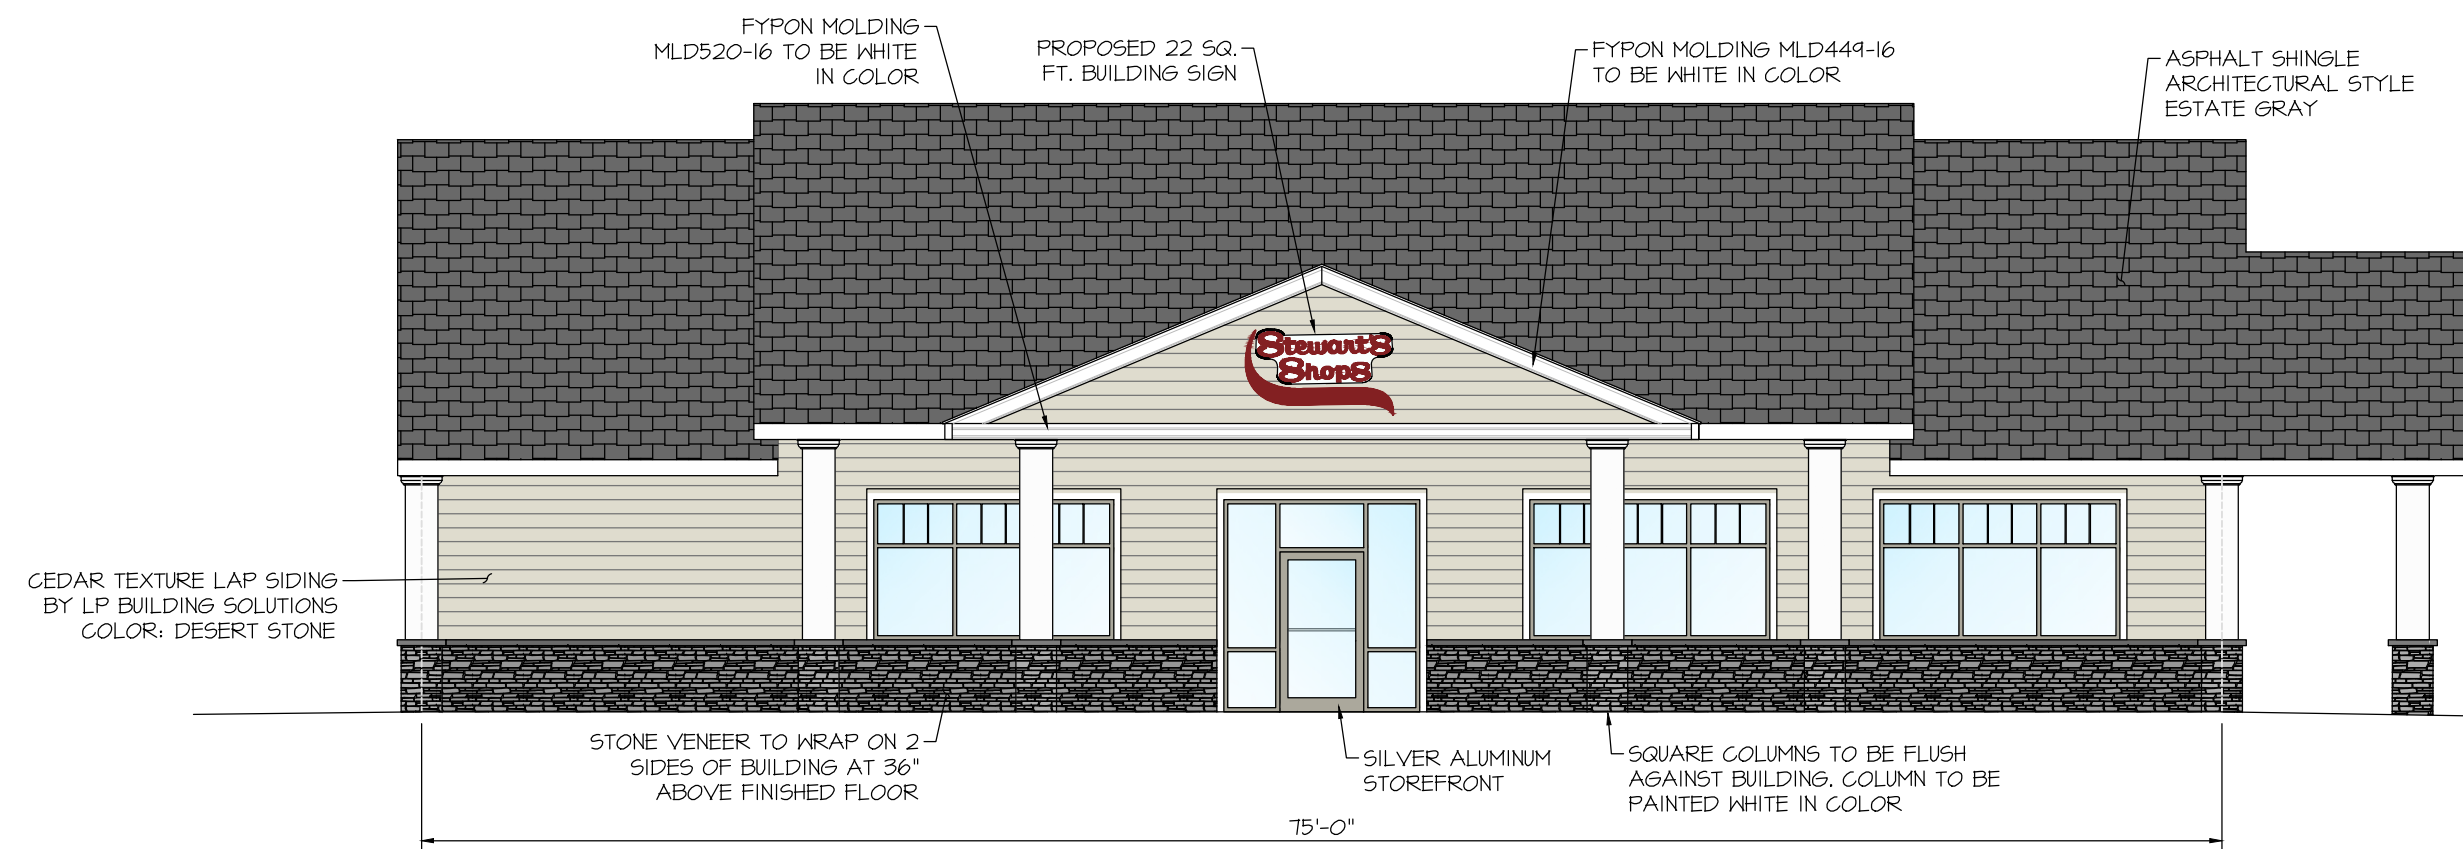 FYPON MOLDING
MLD520-16 TO BE WHITE
IN COLOR
PROPOSED 22 SQ.
FT. BUILDING SIGN
FYPON MOLDING MLD449-16
TO BE WHITE IN COLOR
ASPHALT SHINGLE
ARCHITECTURAL STYLE
ESTATE GRAY
Stewart's
Shops
CEDAR TEXTURE LAP SIDING
BY LP BUILDING SOLUTIONS
COLOR: DESERT STONE
STONE VENEER TO WRAP ON 2
SIDES OF BUILDING AT 36"
ABOVE FINISHED FLOOR
SILVER ALUMINUM
STOREFRONT
SQUARE COLUMNS TO BE FLUSH
AGAINST BUILDING. COLUMN TO BE
PAINTED WHITE IN COLOR
75'-0"